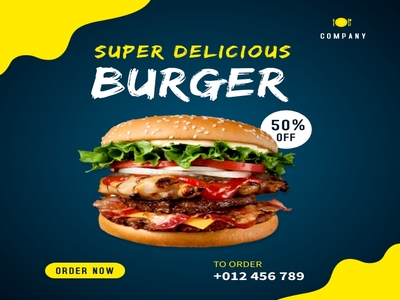 COMPANY
SUPER DELICIOUS
BURGER
50%
OFF
ORDER NOW
TO ORDER
+012 456 789